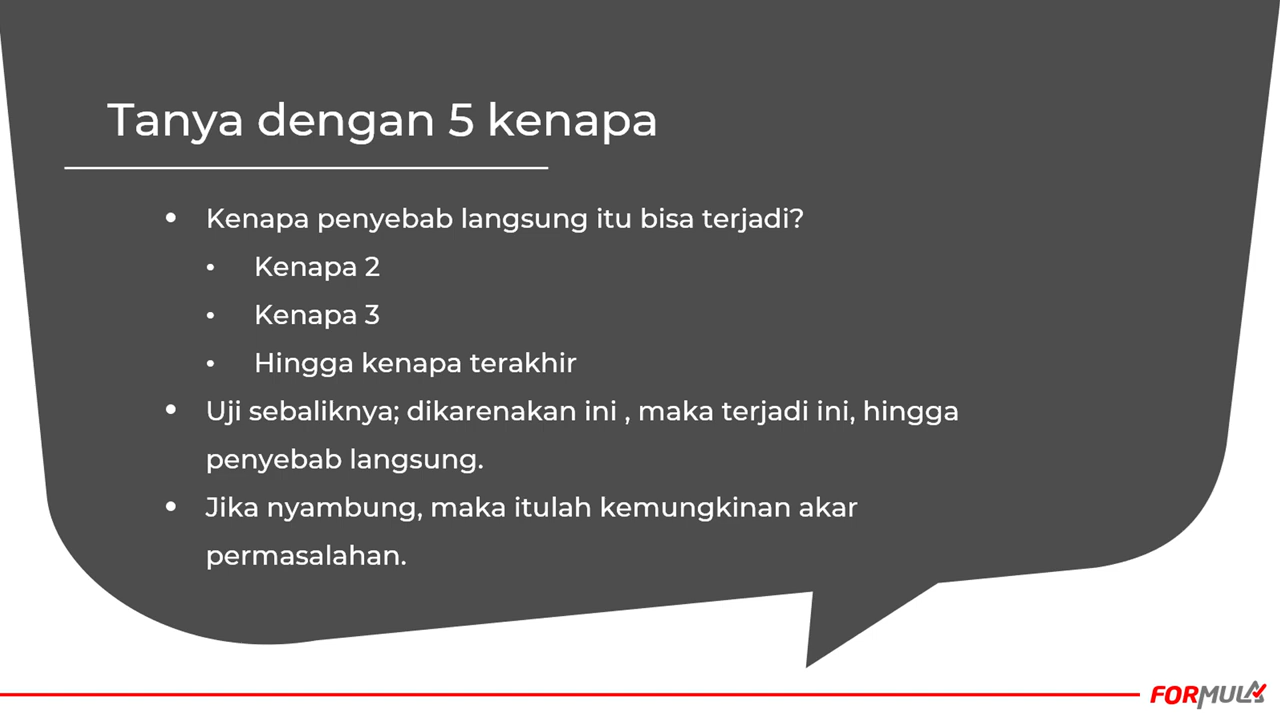 Tanya dengan 5 kenapa
• Kenapa penyebab langsung itu bisa terjadi?
• Kenapa 2
• Kenapa 3
• Hingga kenapa terakhir
• Uji sebaliknya; dikarenakan ini , maka terjadi ini, hingga
penyebab langsung.
• Jika nyambung, maka itulah kemungkinan akar
permasalahan.
FORMULA